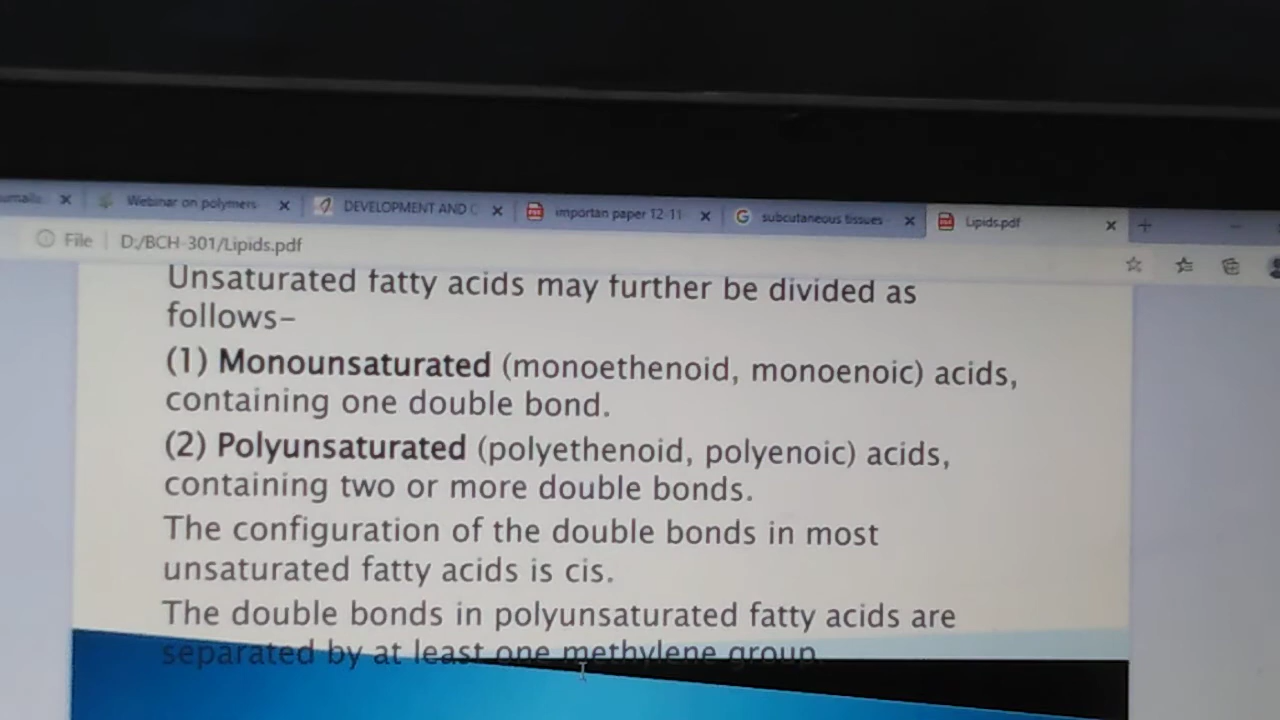 Webinar on polymers
DEVELOPMENT AND
importan paper 12-11
G subcutaneous tissues
Lipids.pdf
File D:/BCH-301/Lipids.pdf
Unsaturated fatty acids may further be divided as
follows-
(1) Monounsaturated (monoethenoid, monoenoic) acids,
containing one double bond.
(2) Polyunsaturated (polyethenoid, polyenoic) acids,
containing two or more double bonds.
The configuration of the double bonds in most
unsaturated fatty acids is cis.
The double bonds in polyunsaturated fatty acids are
separated by at least one methylene group.